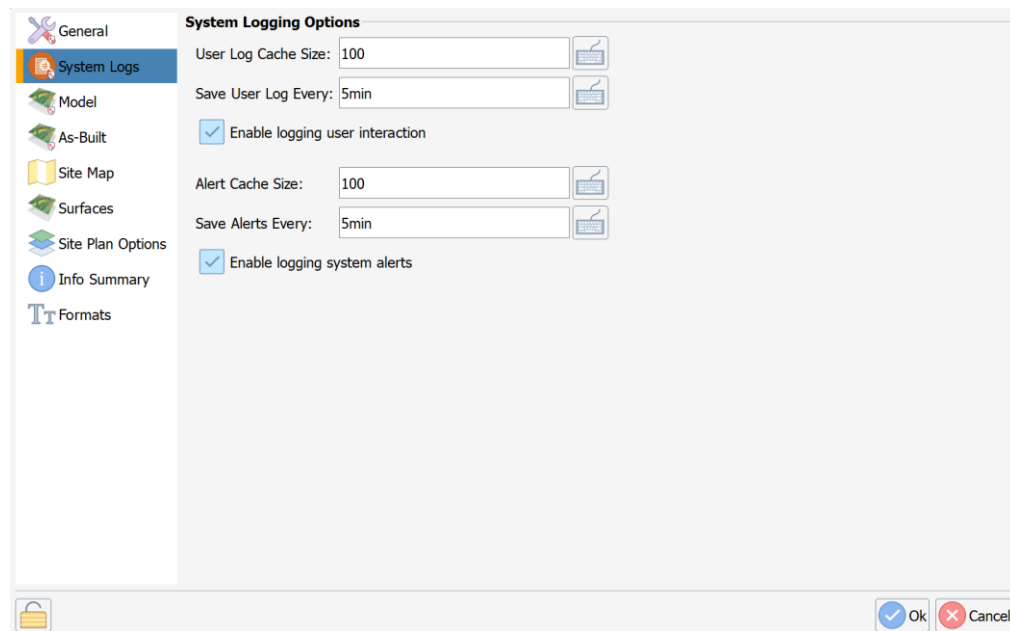 General
System Logs
Model
As-Built
Site Map
Surfaces
Site Plan Options
Info Summary
Formats
System Logging Options
User Log Cache Size: 100
Save User Log Every: 5min
Enable logging user interaction
Alert Cache Size: 100
Save Alerts Every: 5min
Enable logging system alerts
Ok Cancel